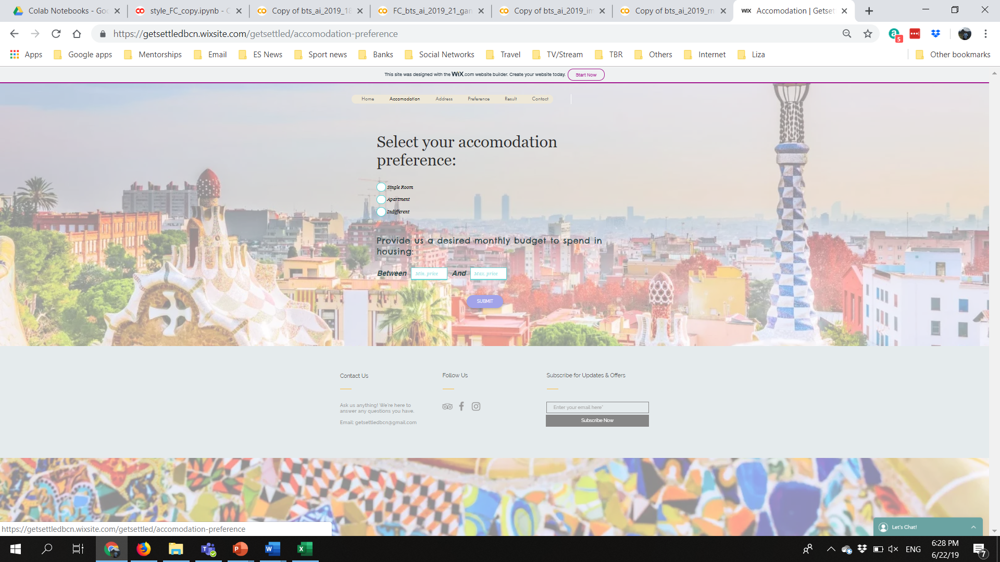 Colab Notebooks - Goo
style_FC_copy.ipynb - C
Copy of bts_ai_2019_18
FC_bts_ai_2019_21_gan
Copy of bts_ai_2019_im
Copy of bts_ai_2019_rn
WiX Accomodation | Getset
https://getsettledbcn.wixsite.com/getsettled/accomodation-preference
5
Apps Google apps Mentorships Email ES News Sport news Banks Social Networks Travel TV/Stream TBR Others Internet Liza Other bookmarks
This site was designed with the WiX.com website builder. Create your website today. Start Now
Home Accomodation Address Preference Result Contact
Select your accomodation
preference:
Single Room
Apartment
Indifferent
Provide us a desired monthly budget to spend in
housing:
Between Min. price And Max. price
SUBMIT
Contact Us
Ask us anything! We're here to
answer any questions you have.
Email: getsettledbcn@gmail.com
Follow Us
Subscribe for Updates & Offers
Enter your email here*
Subscribe Now
Let's Chat!
https://getsettledbcn.wixsite.com/getsettled/accomodation-preference
ENG
6:28 PM
6/22/19
7